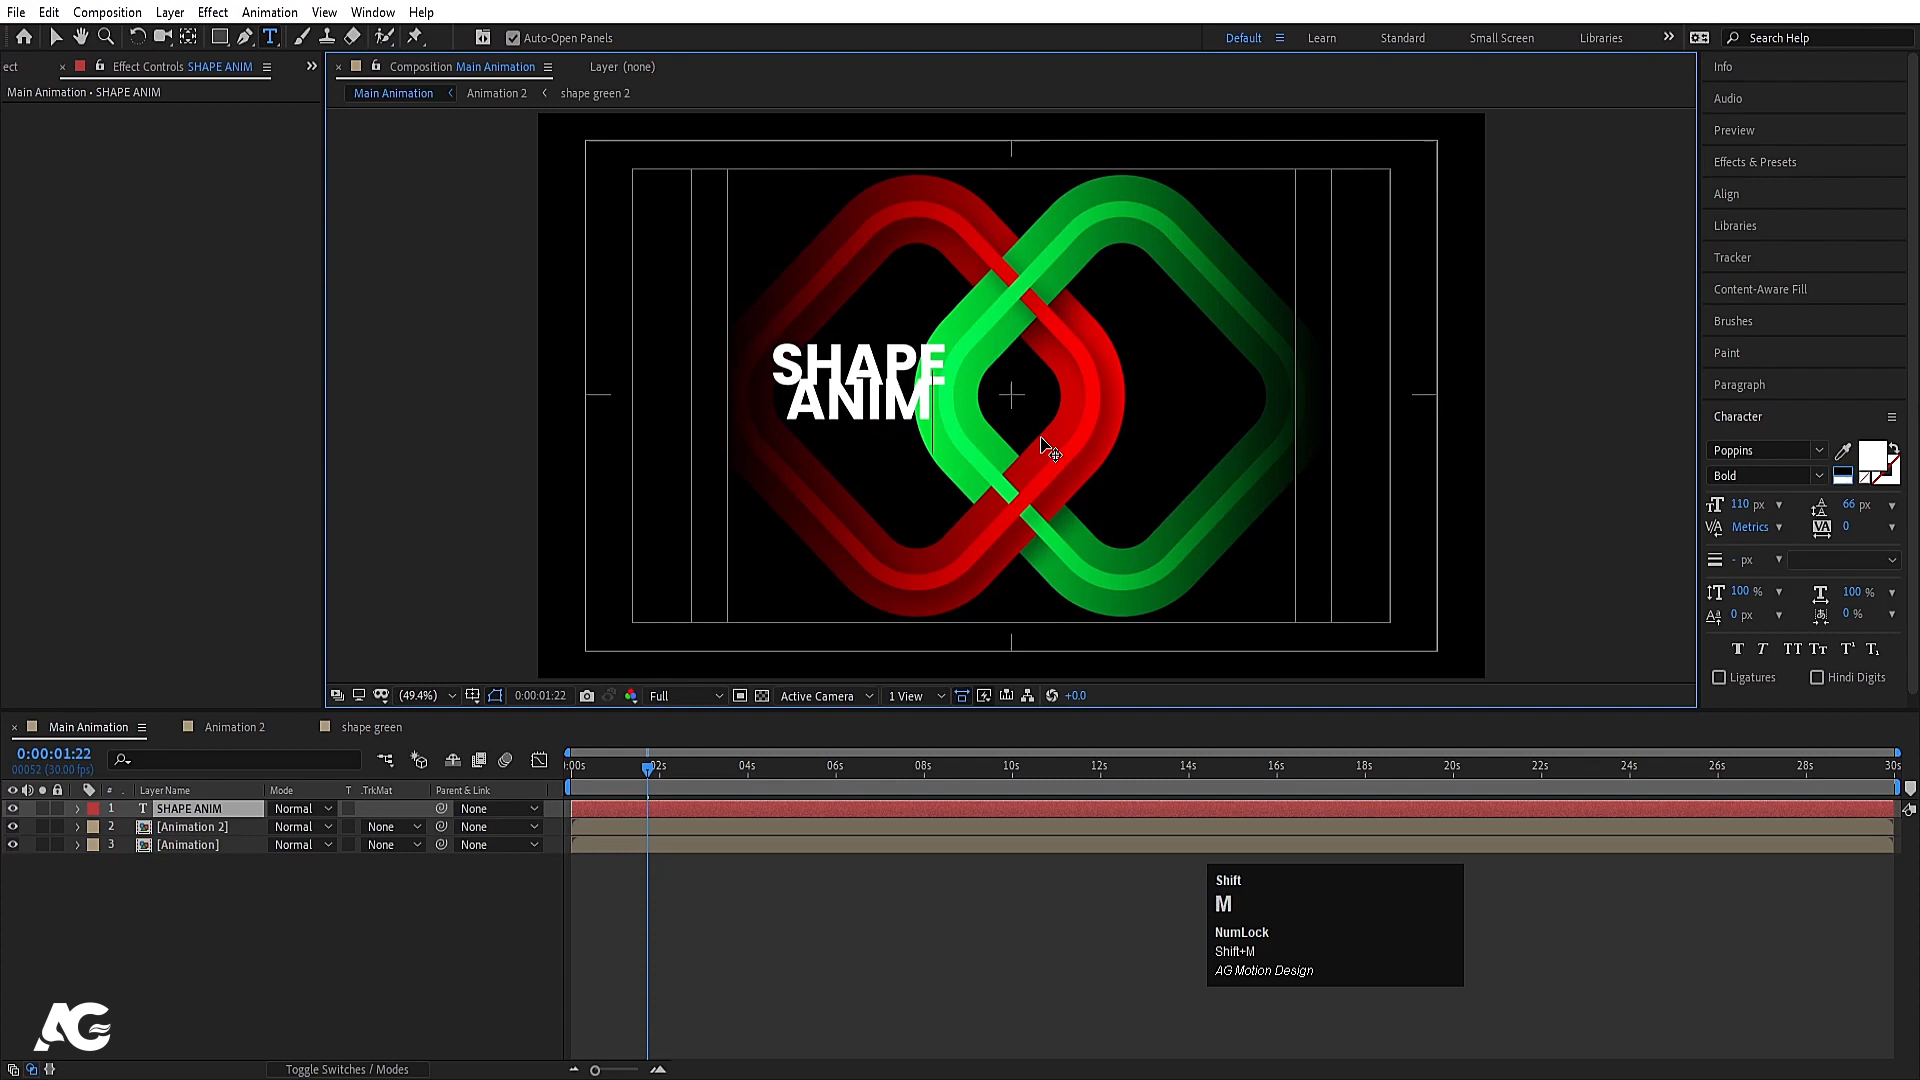 File Edit Composition Layer Effect Animation View Window Help
Auto-Open Panels
Default Learn Standard Small Screen Libraries
Search Help
ect
Effect Controls SHAPE ANIM
Main Animation • SHAPE ANIM
Composition Main Animation
Layer (none)
Main Animation Animation 2 shape green 2
SHAPE
ANIM
Info
Audio
Preview
Effects & Presets
Align
Libraries
Tracker
Content-Aware Fill
Brushes
Paint
Paragraph
Character
Poppins
Bold
110 px 66 px
Metrics 0
- px
100 % 100 %
0 px 0 %
Ligatures Hindi Digits
(49.4%) 0:00:01:22 Full Active Camera 1 View +0.0
Main Animation Animation 2 shape green
0:00:01:22
00052 (30.00 fps)
:00s 02s 04s 06s 08s 10s 12s 14s 16s 18s 20s 22s 24s 26s 28s 30s
# Layer Name Mode T .TrkMat Parent & Link
1 T SHAPE ANIM Normal None
2 [Animation 2] Normal None None
3 [Animation] Normal None None
Shift
M
NumLock
Shift+M
AG Motion Design
AG
Toggle Switches / Modes